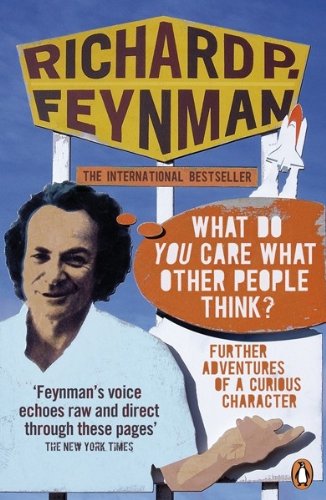 RICHARD P.
FEYNMAN
THE INTERNATIONAL BESTSELLER
WHAT DO
YOU CARE WHAT
OTHER PEOPLE
THINK?
FURTHER
ADVENTURES
OF A CURIOUS
CHARACTER
‘Feynman's voice
echoes raw and direct
through these pages’
THE NEW YORK TIMES